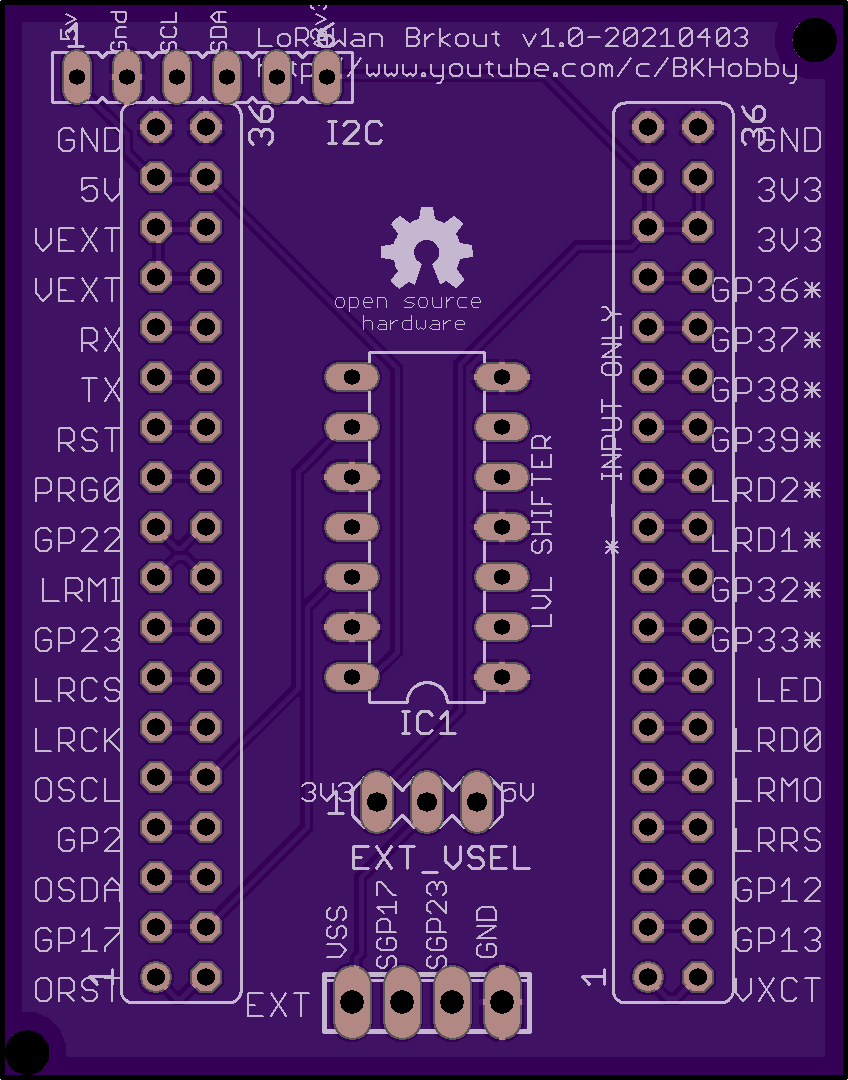 5v
Gnd
SCL
SDA
3v3
1
6
LoRaWan Brkout v1.0-20210403
http://www.youtube.com/c/BKHobby
I2C
36
GND
5V
VEXT
VEXT
RX
TX
RST
PRG0
GP22
LRMI
GP23
LRCS
LRCK
OSCL
GP2
OSDA
GP17
ORST
1
open source
hardware
LVL SHIFTER
IC1
* - INPUT ONLY
36
GND
3V3
3V3
GP36*
GP37*
GP38*
GP39*
LRD2*
LRD1*
GP32*
GP33*
LED
LRD0
LRMO
LRRS
GP12
GP13
VXCT
1
3V3
1
5V
EXT_VSEL
VSS
SGP17
SGP23
GND
EXT